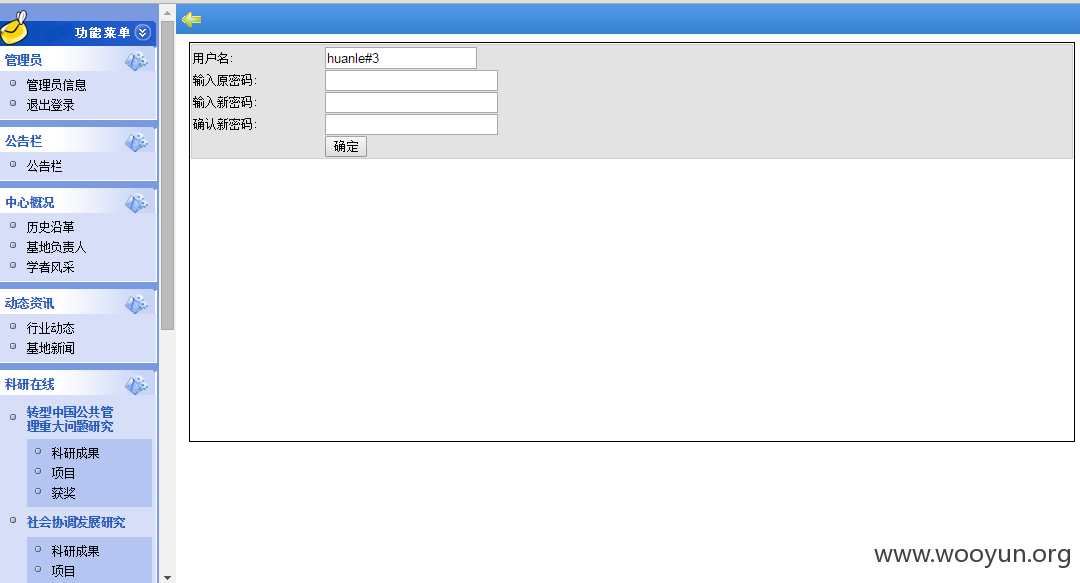 功能菜单
管理员
管理员信息
退出登录
公告栏
公告栏
中心概况
历史沿革
基地负责人
学者风采
动态资讯
行业动态
基地新闻
科研在线
转型中国公共管
理重大问题研究
科研成果
项目
获奖
社会协调发展研究
科研成果
项目
用户名:
huanle#3
输入原密码:
输入新密码:
确认新密码:
确定
www.wooyun.org